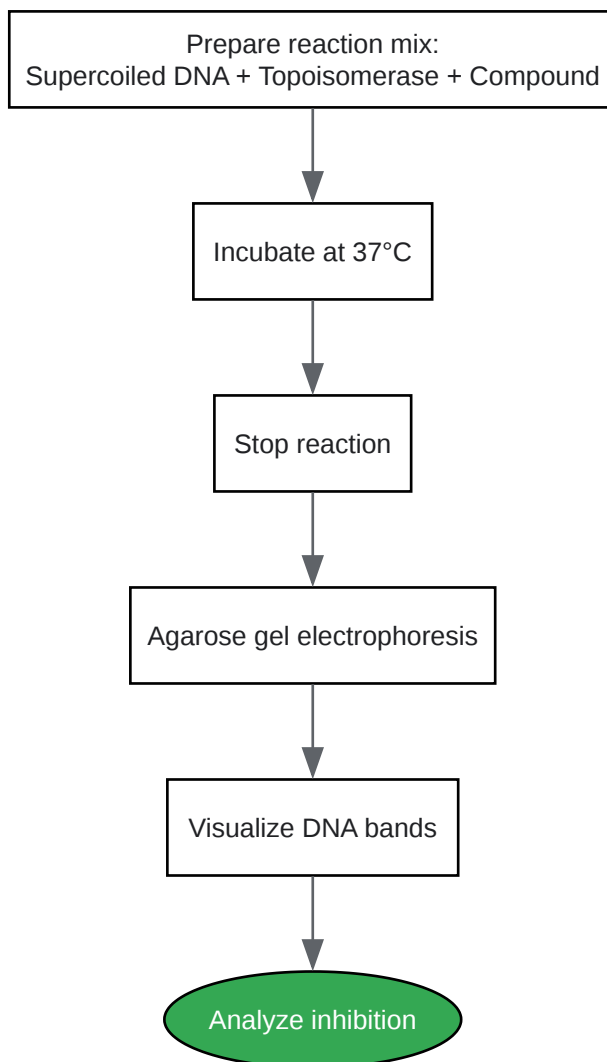 Prepare reaction mix:
Supercoiled DNA + Topoisomerase + Compound
Incubate at 37°C
Stop reaction
Agarose gel electrophoresis
Visualize DNA bands
Analyze inhibition